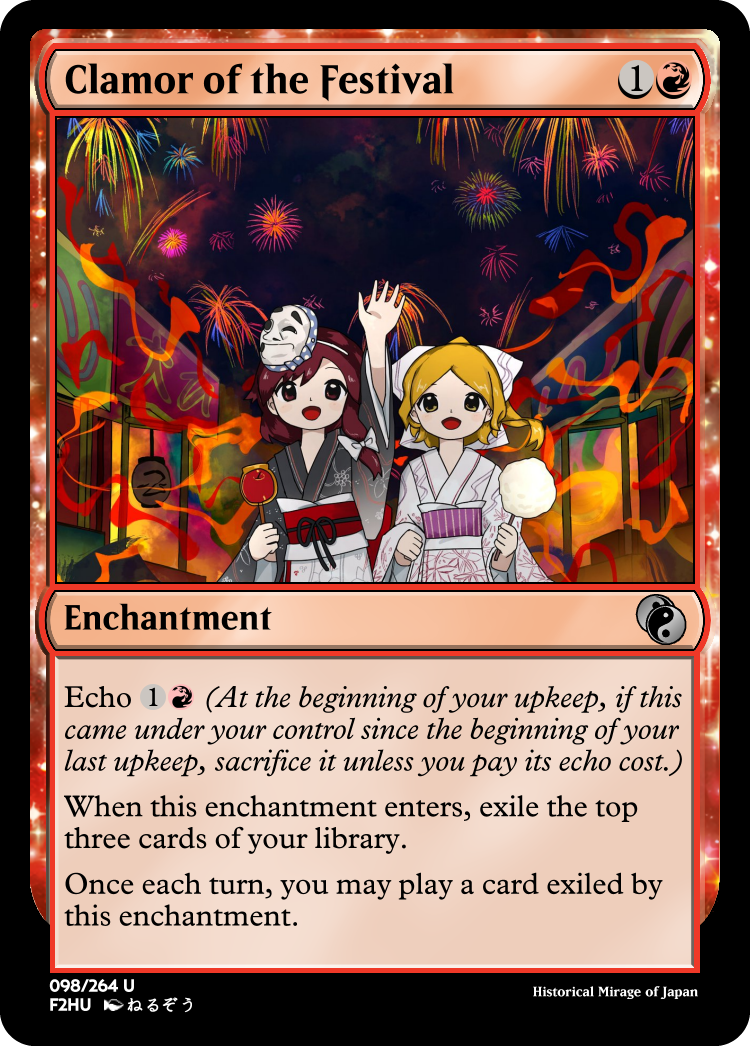 Clamor of the Festival 1
Enchantment
Echo 1 (At the beginning of your upkeep, if this
came under your control since the beginning of your
last upkeep, sacrifice it unless you pay its echo cost.)
When this enchantment enters, exile the top
three cards of your library.
Once each turn, you may play a card exiled by
this enchantment.
098/264 U
F2HU ねるぞう
Historical Mirage of Japan